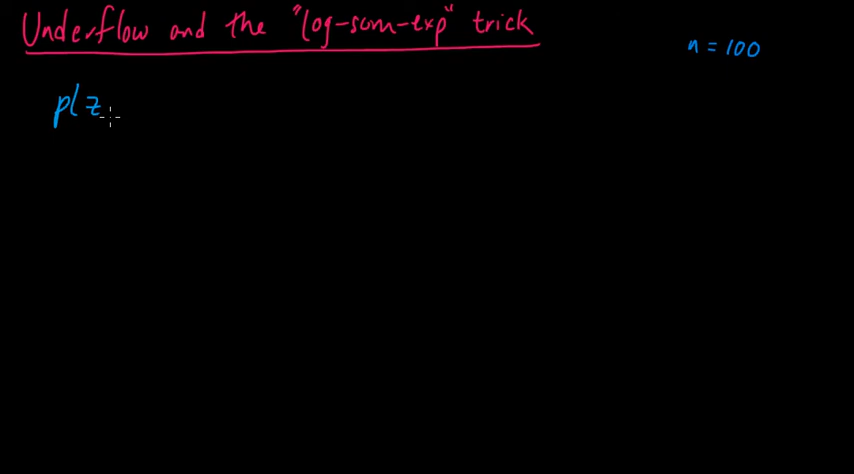 Underflow and the "log-sum-exp" trick
n = 100
p(z